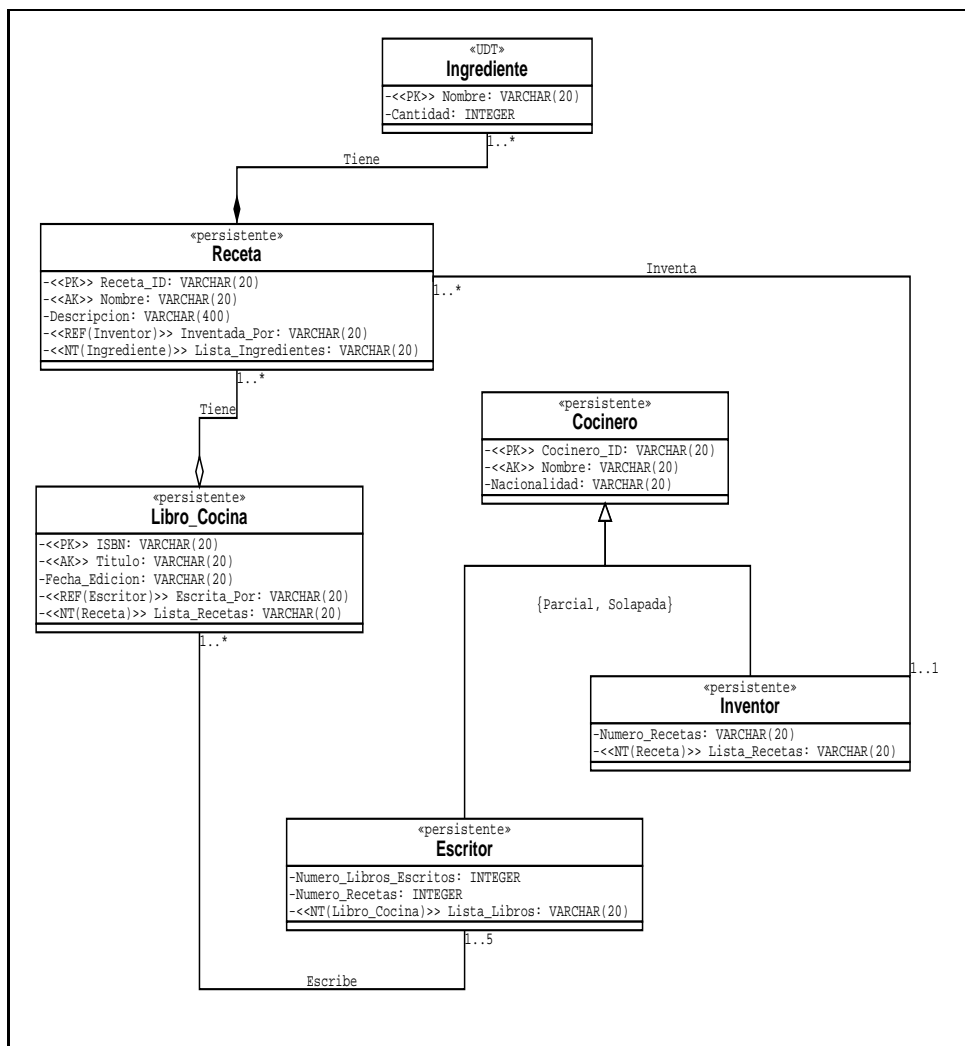 «UDT»
Ingrediente
-<<PK>> Nombre: VARCHAR(20)
-Cantidad: INTEGER
1..*
Tiene
«persistente»
Receta
-<<PK>> Receta_ID: VARCHAR(20)
-<<AK>> Nombre: VARCHAR(20)
-Descripcion: VARCHAR(400)
-<<REF(Inventor)>> Inventada_Por: VARCHAR(20)
-<<NT(Ingrediente)>> Lista_Ingredientes: VARCHAR(20)
Inventa
1..*
1..*
Tiene
«persistente»
Cocinero
-<<PK>> Cocinero_ID: VARCHAR(20)
-<<AK>> Nombre: VARCHAR(20)
-Nacionalidad: VARCHAR(20)
«persistente»
Libro_Cocina
-<<PK>> ISBN: VARCHAR(20)
-<<AK>> Titulo: VARCHAR(20)
-Fecha_Edicion: VARCHAR(20)
-<<REF(Escritor)>> Escrita_Por: VARCHAR(20)
-<<NT(Receta)>> Lista_Recetas: VARCHAR(20)
{Parcial, Solapada}
1..*
1..1
«persistente»
Inventor
-Numero_Recetas: VARCHAR(20)
-<<NT(Receta)>> Lista_Recetas: VARCHAR(20)
«persistente»
Escritor
-Numero_Libros_Escritos: INTEGER
-Numero_Recetas: INTEGER
-<<NT(Libro_Cocina)>> Lista_Libros: VARCHAR(20)
1..5
Escribe